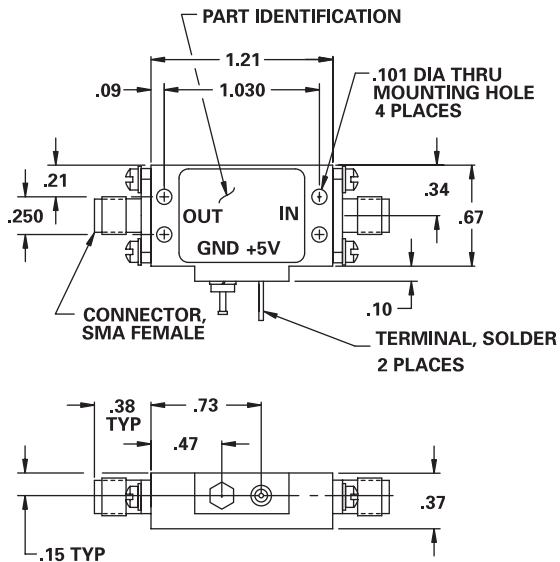 PART IDENTIFICATION
1.21
.09
1.030
.101 DIA THRU
MOUNTING HOLE
4 PLACES
.21
.250
.34
.67
OUT
IN
GND +5V
.10
CONNECTOR,
SMA FEMALE
TERMINAL, SOLDER
2 PLACES
.38
TYP
.73
.47
.37
.15 TYP